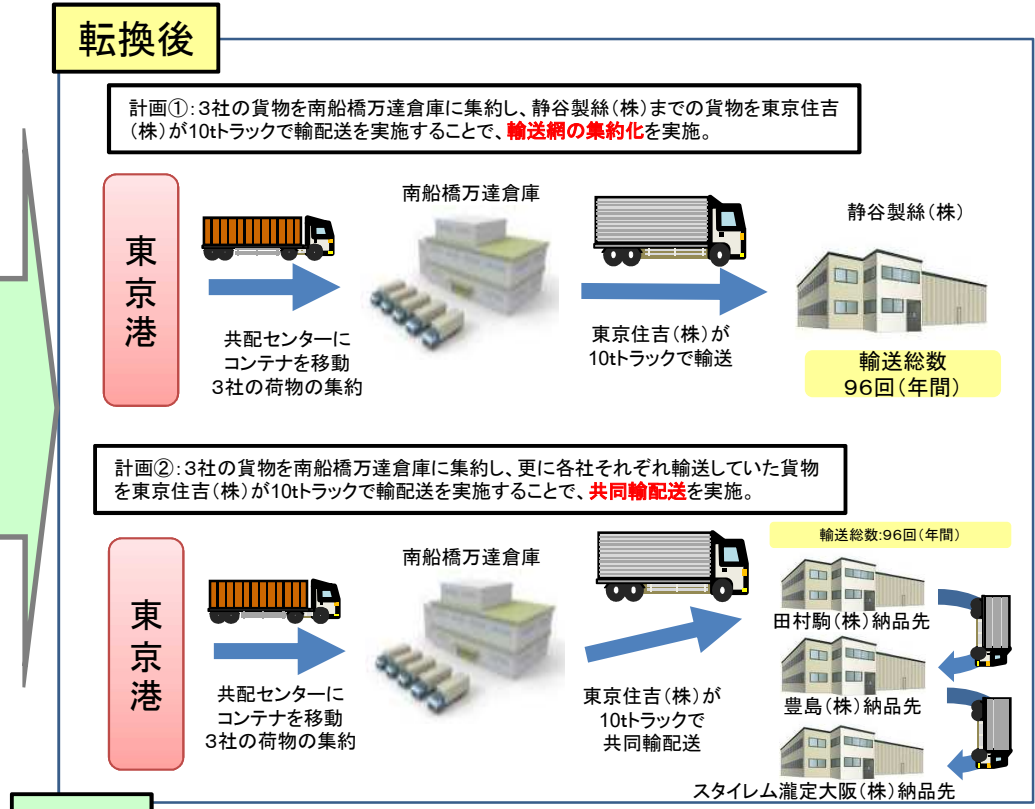 転換後
計画①：３社の貨物を南船橋万達倉庫に集約し、静谷製絲（株）までの貨物を東京住吉
（株）が10tトラックで輸配送を実施することで、輸送網の集約化を実施。
東京港
南船橋万達倉庫
静谷製絲（株）
共配センターに
コンテナを移動
３社の荷物の集約
東京住吉（株）が
10tトラックで輸送
輸送総数
９６回（年間）
計画②：３社の貨物を南船橋万達倉庫に集約し、更に各社それぞれ輸送していた貨物
を東京住吉（株）が10tトラックで輸配送を実施することで、共同輸配送を実施。
東京港
南船橋万達倉庫
輸送総数:96回（年間）
田村駒（株）納品先
共配センターに
コンテナを移動
３社の荷物の集約
東京住吉（株）が
10tトラックで
共同輸配送
豊島（株）納品先
スタイレム瀧定大阪（株）納品先